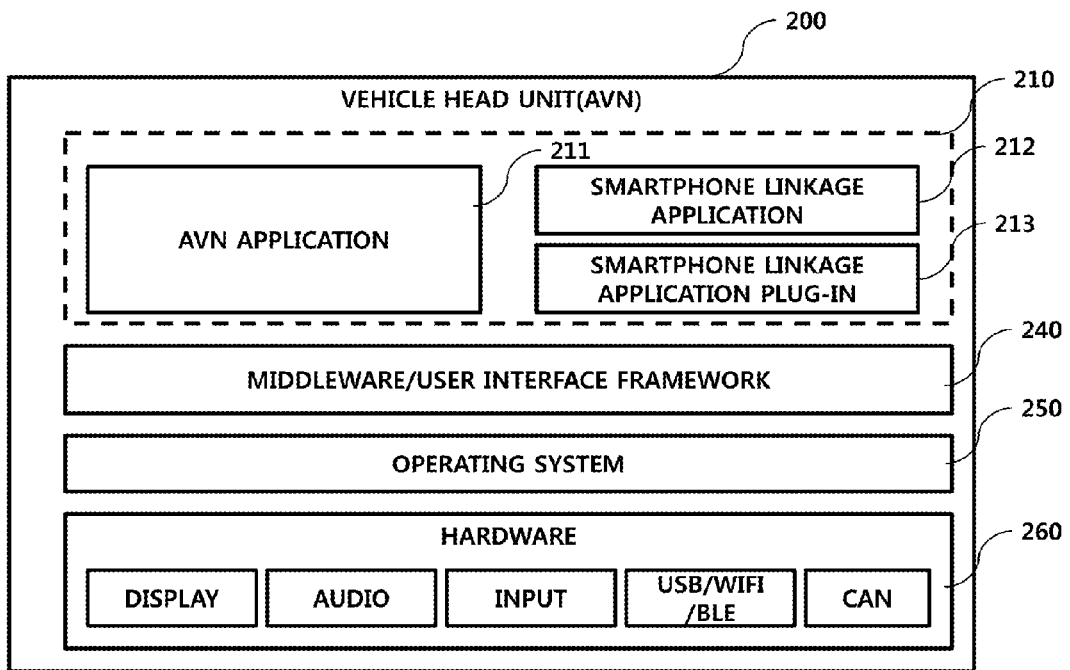 200
VEHICLE HEAD UNIT(AVN)
210
211
212
SMARTPHONE LINKAGE
APPLICATION
AVN APPLICATION
213
SMARTPHONE LINKAGE
APPLICATION PLUG-IN
240
MIDDLEWARE/USER INTERFACE FRAMEWORK
250
OPERATING SYSTEM
260
HARDWARE
DISPLAY
AUDIO
INPUT
USB/WIFI
/BLE
CAN